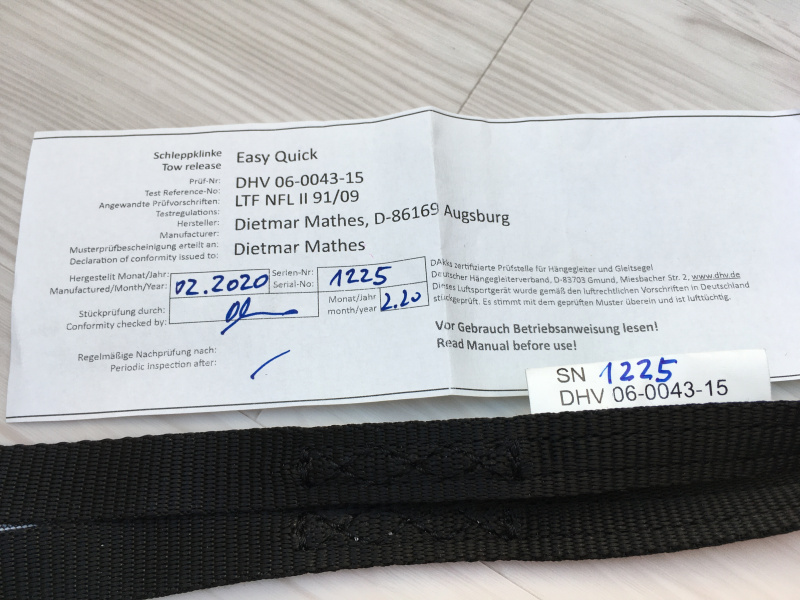 Schleppklinke
Tow release
Easy Quick
Prüf-Nr:
Test Reference-No:
DHV 06-0043-15
Angewandte Prüfvorschriften:
Testregulations:
LTF NFL II 91/09
Hersteller:
Manufacturer:
Dietmar Mathes, D-86169 Augsburg
Musterprüfbescheinigung erteilt an:
Declaration of conformity issued to:
Dietmar Mathes
Hergestellt Monat/Jahr:
Manufactured/Month/Year:
02.2020
Serien-Nr:
Serial-No:
1225
Stückprüfung durch:
Conformity checked by:
Monat/Jahr
month/year
2.20
DAkks zertifizierte Prüfstelle für Hängegleiter und Gleitsegel
Deutscher Hängegleiterverband, D-83703 Gmund, Miesbacher Str. 2, www.dhv.de
Dieses Luftsportgerät wurde gemäß den luftrechtlichen Vorschriften in Deutschland
stückgeprüft. Es stimmt mit dem geprüften Muster überein und ist lufttüchtig.
Regelmäßige Nachprüfung nach:
Periodic inspection after:
Vor Gebrauch Betriebsanweisung lesen!
Read Manual before use!
SN 1225
DHV 06-0043-15